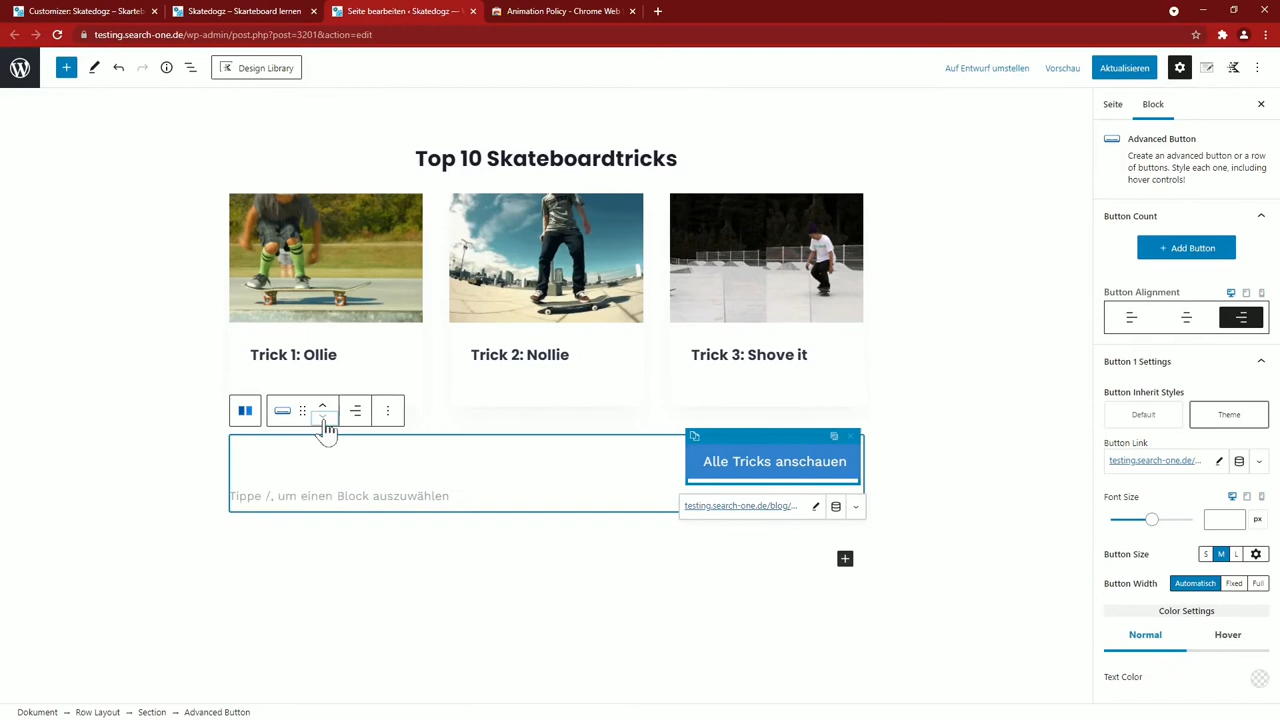 Customizer: Skatedogz – Skarteb
Skatedogz – Skarteboard lernen
Seite bearbeiten ‹ Skatedogz —
Animation Policy - Chrome Web
testing.search-one.de/wp-admin/post.php?post=3201&action=edit
Design Library
Auf Entwurf umstellen
Vorschau
Aktualisieren
Seite
Block
Advanced Button
Create an advanced button or a row
of buttons. Style each one, including
hover controls!
Top 10 Skateboardtricks
Trick 1: Ollie
Trick 2: Nollie
Trick 3: Shove it
Alle Tricks anschauen
Tippe /, um einen Block auszuwählen
testing.search-one.de/blog/...
Button Count
+ Add Button
Button Alignment
Button 1 Settings
Button Inherit Styles
Default
Theme
Button Link
testing.search-one.de/...
Font Size
px
Button Size
S M L
Button Width
Automatisch Fixed Full
Color Settings
Normal
Hover
Text Color
Dokument → Row Layout → Section → Advanced Button